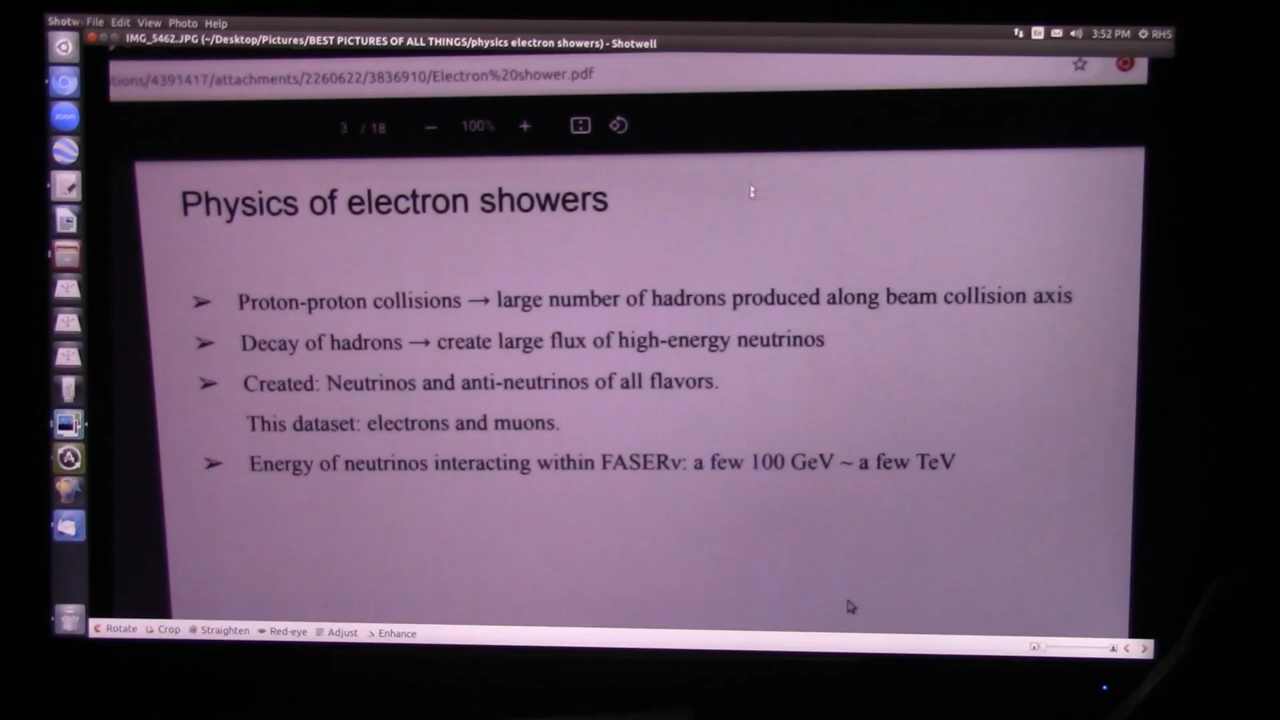 Shotw File Edit View Photo Help
IMG_5462.JPG (~/Desktop/Pictures/BEST PICTURES OF ALL THINGS/physics electron showers) - Shotwell
3:52 PM RHS
tions/4391417/attachments/2260622/3836910/Electron%20shower.pdf
3 / 18 − 100% +
Physics of electron showers
➢ Proton-proton collisions → large number of hadrons produced along beam collision axis
➢ Decay of hadrons → create large flux of high-energy neutrinos
➢ Created: Neutrinos and anti-neutrinos of all flavors.
This dataset: electrons and muons.
➢ Energy of neutrinos interacting within FASERν: a few 100 GeV ~ a few TeV
zoom
Rotate Crop Straighten Red-eye Adjust Enhance